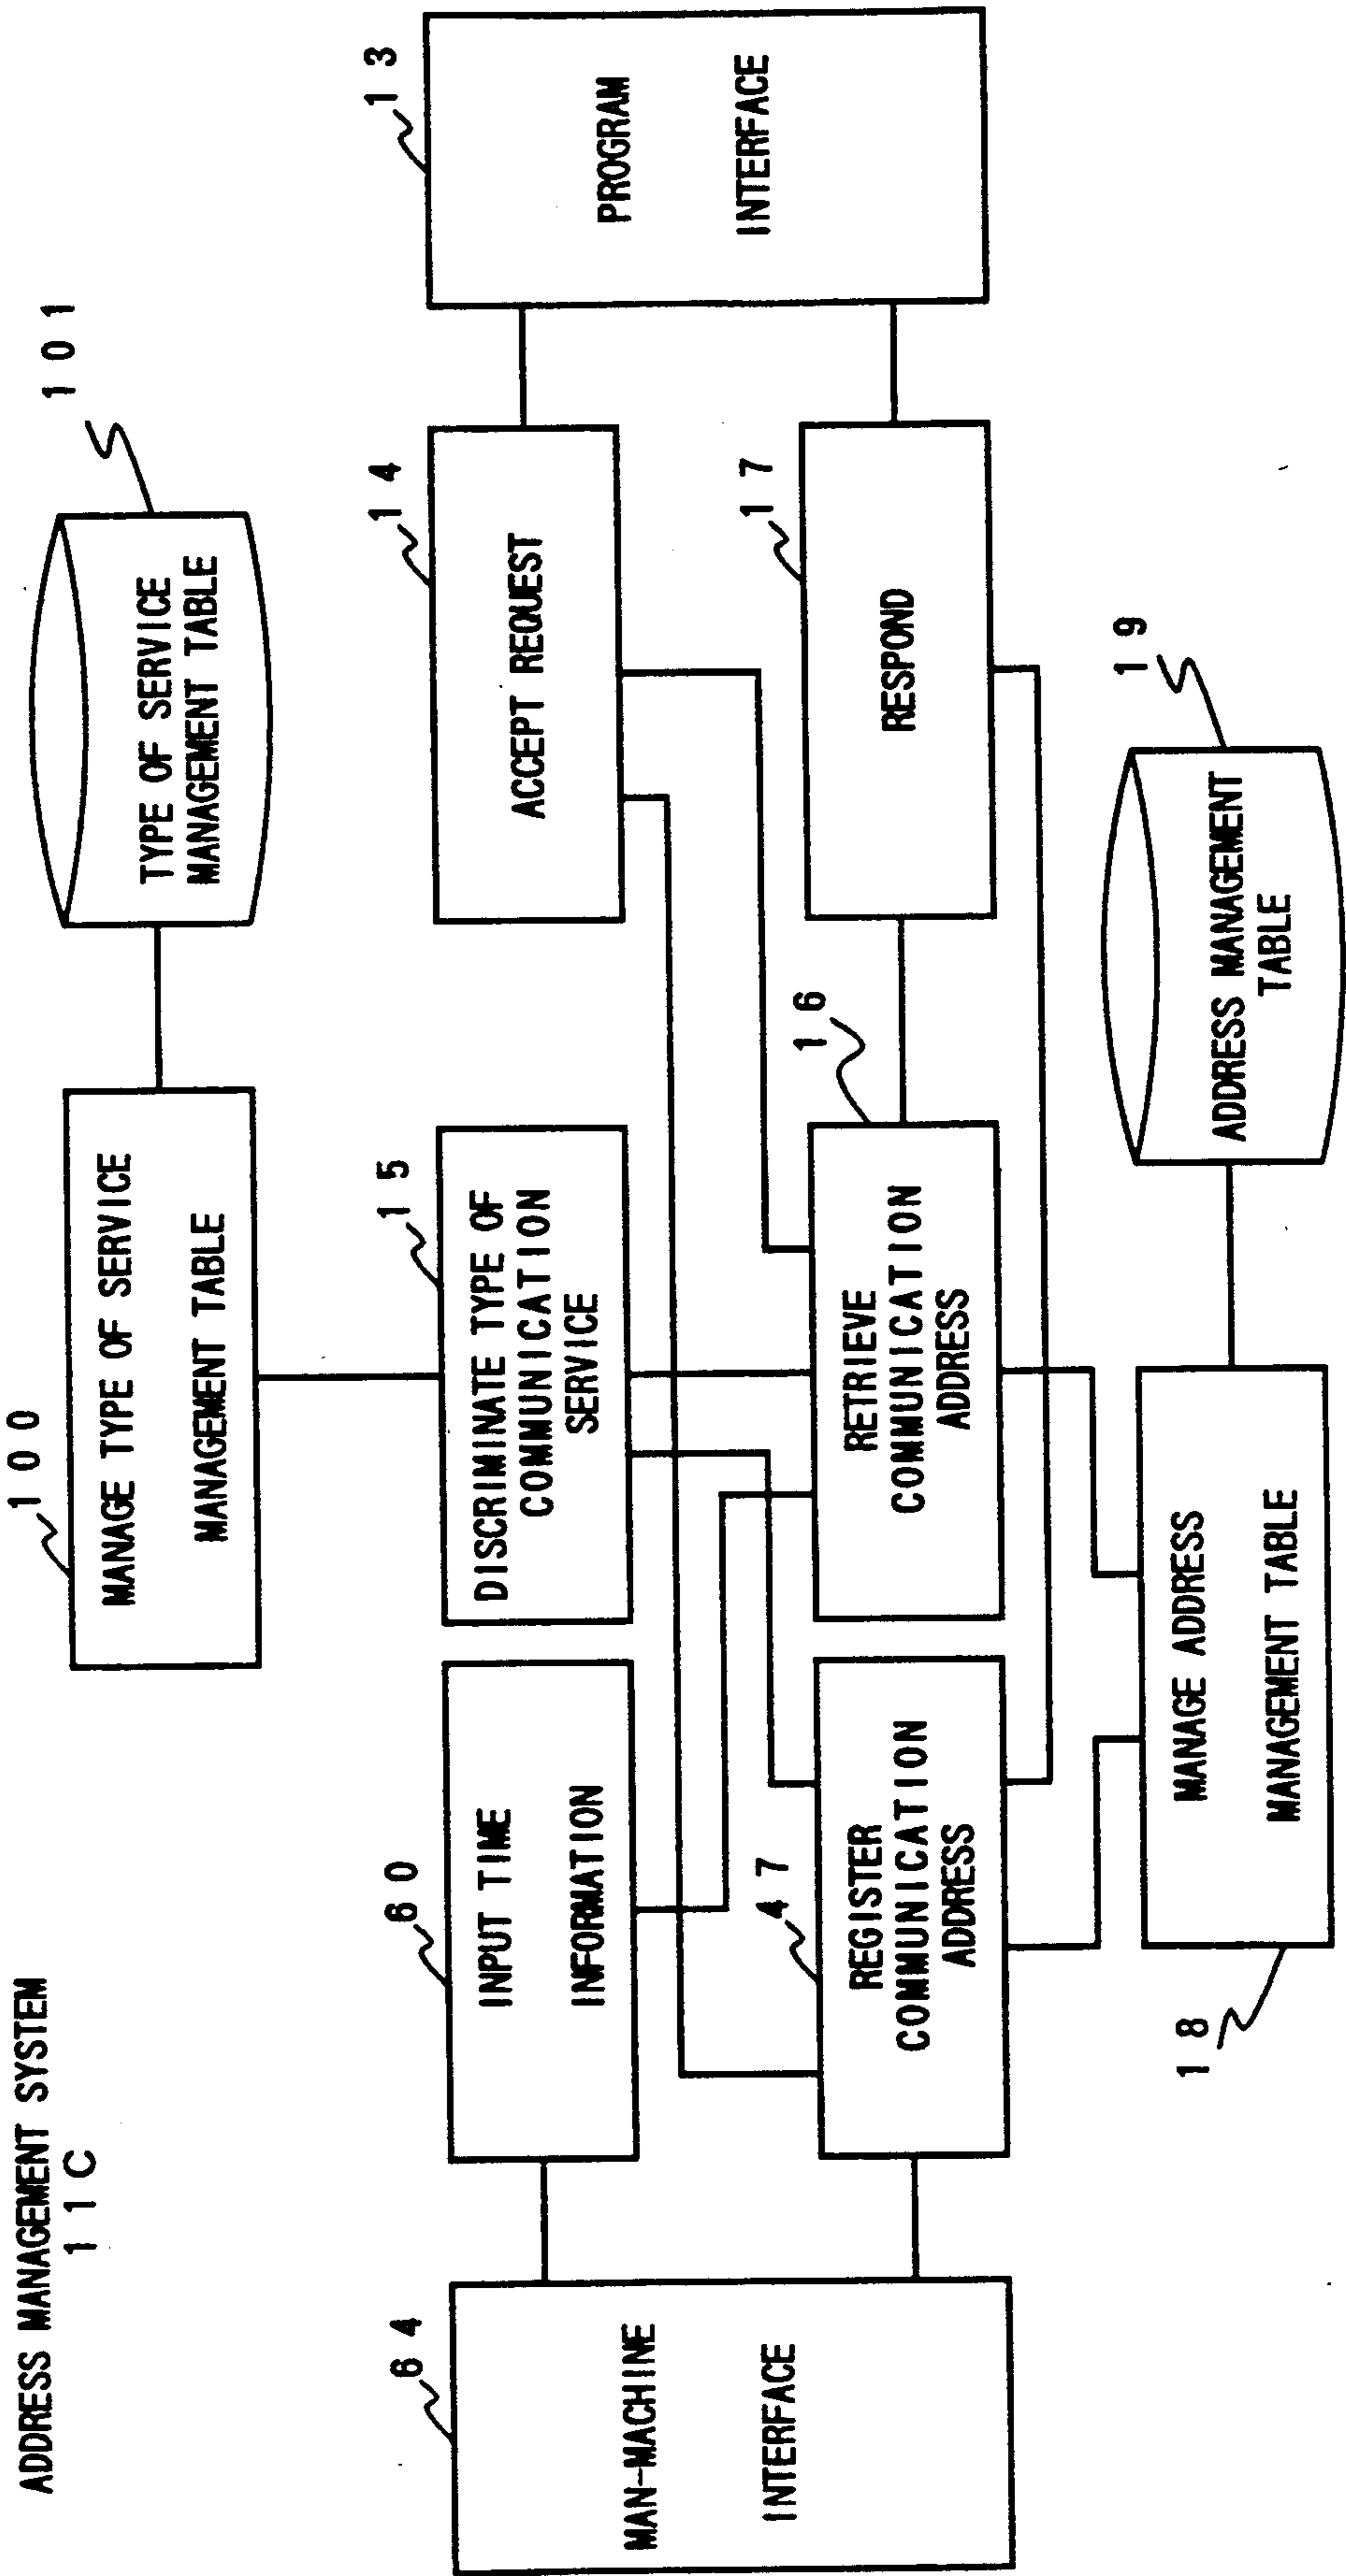 ADDRESS MANAGEMENT SYSTEM
11C
100
MANAGE TYPE OF SERVICE
MANAGEMENT TABLE
101
TYPE OF SERVICE
MANAGEMENT TABLE
64
MAN-MACHINE
INTERFACE
60
INPUT TIME
INFORMATION
15
DISCRIMINATE TYPE OF
COMMUNICATION
SERVICE
14
ACCEPT REQUEST
13
PROGRAM
INTERFACE
47
REGISTER
COMMUNICATION
ADDRESS
16
RETRIEVE
COMMUNICATION
ADDRESS
17
RESPOND
18
MANAGE ADDRESS
MANAGEMENT TABLE
19
ADDRESS MANAGEMENT
TABLE